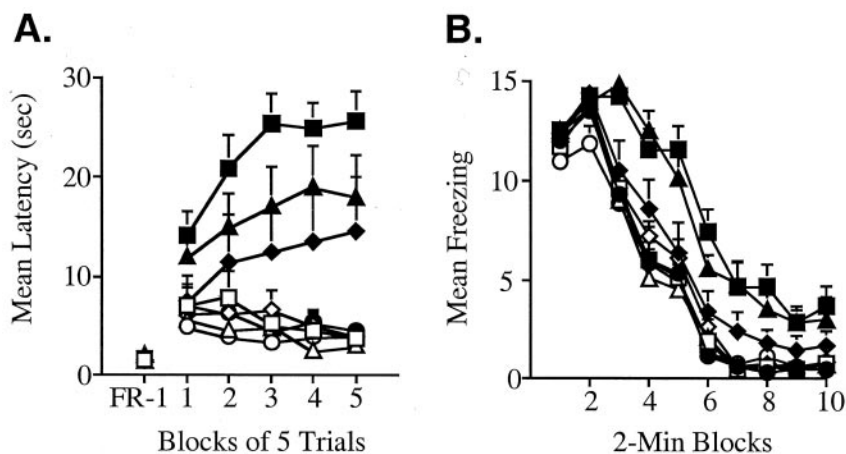 A.
Mean Latency (sec)
30
20
10
0
FR-1 1 2 3 4 5
Blocks of 5 Trials
B.
Mean Freezing
15
10
5
0
2 4 6 8 10
2-Min Blocks